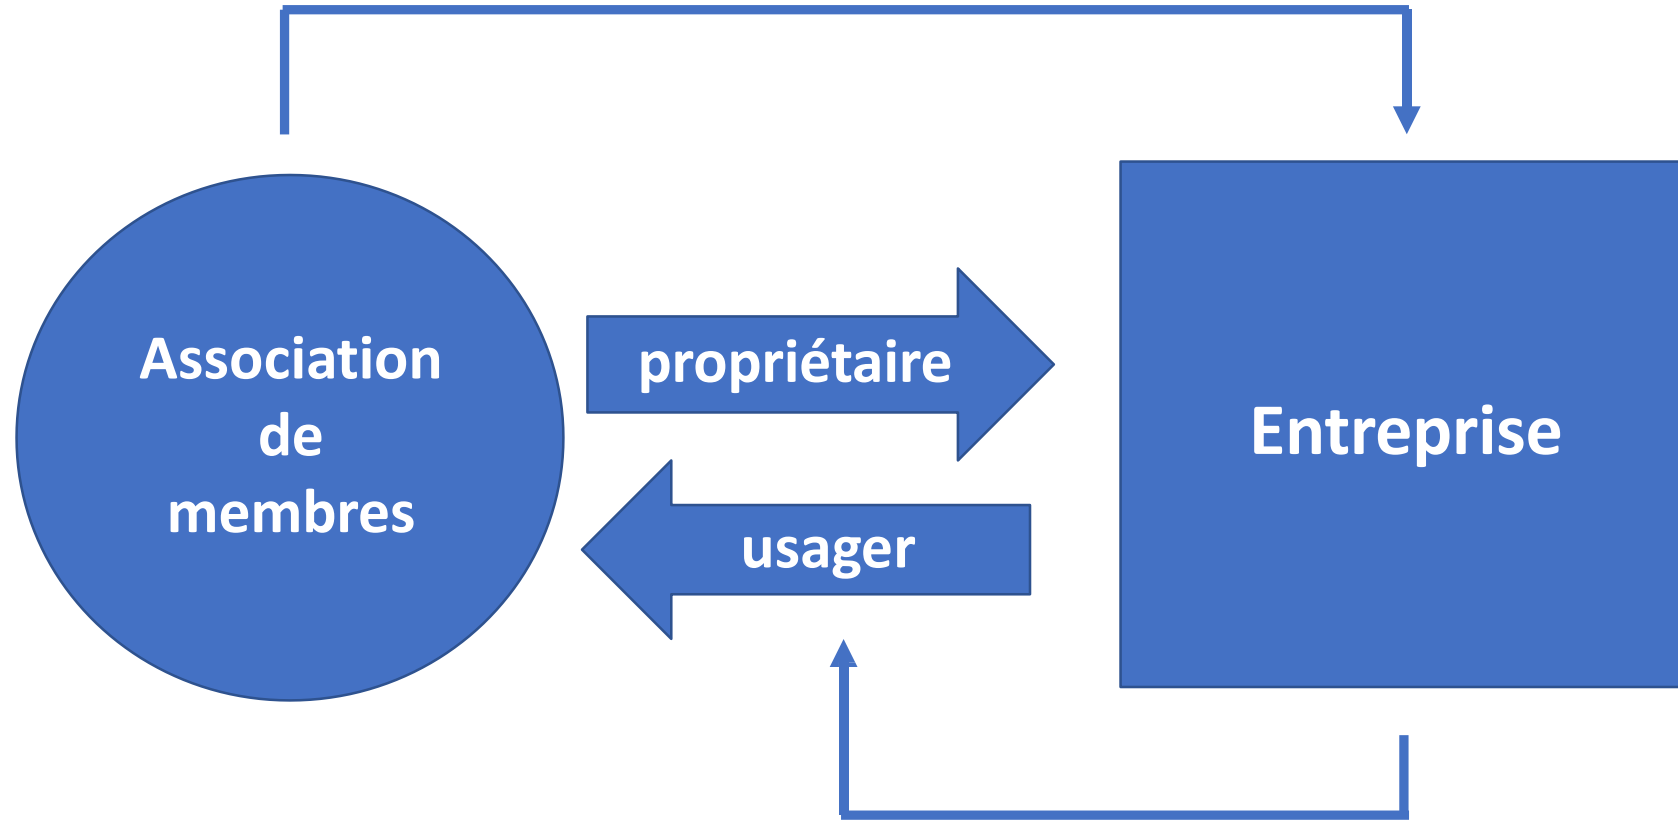 Association
de
membres
propriétaire
usager
Entreprise